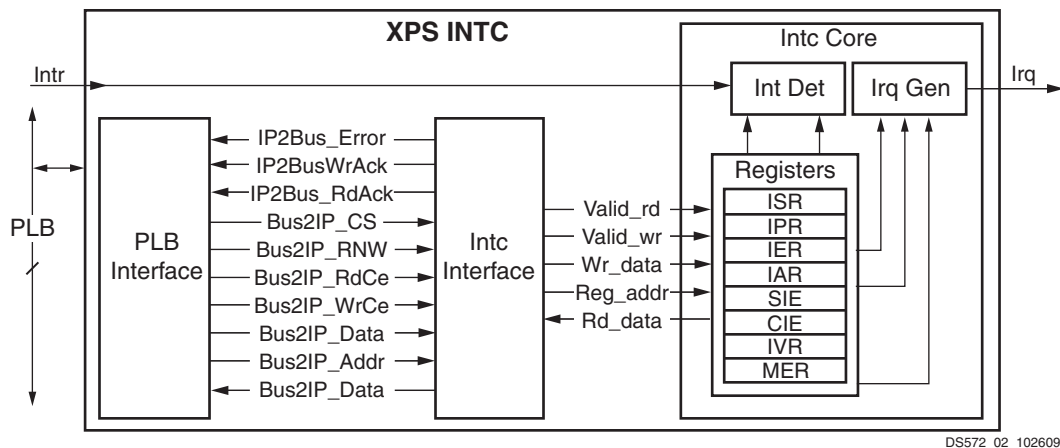 XPS INTC
Intc Core
Intr
Int Det
Irq Gen
Irq
PLB
PLB
Interface
IP2Bus_Error
IP2BusWrAck
IP2Bus_RdAck
Bus2IP_CS
Bus2IP_RNW
Bus2IP_RdCe
Bus2IP_WrCe
Bus2IP_Data
Bus2IP_Addr
Bus2IP_Data
Intc
Interface
Valid_rd
Valid_wr
Wr_data
Reg_addr
Rd_data
Registers
ISR
IPR
IER
IAR
SIE
CIE
IVR
MER
DS572_02_102609